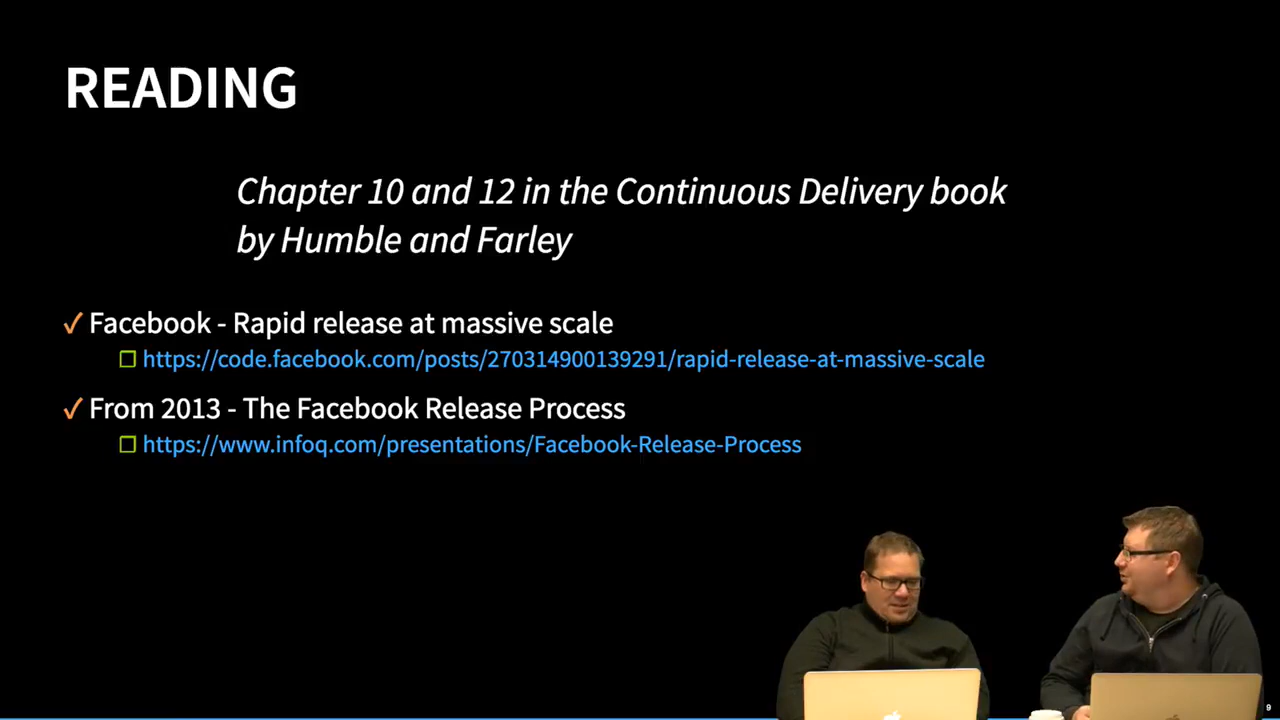 READING
Chapter 10 and 12 in the Continuous Delivery book
by Humble and Farley
Facebook - Rapid release at massive scale
https://code.facebook.com/posts/270314900139291/rapid-release-at-massive-scale
From 2013 - The Facebook Release Process
https://www.infoq.com/presentations/Facebook-Release-Process
9